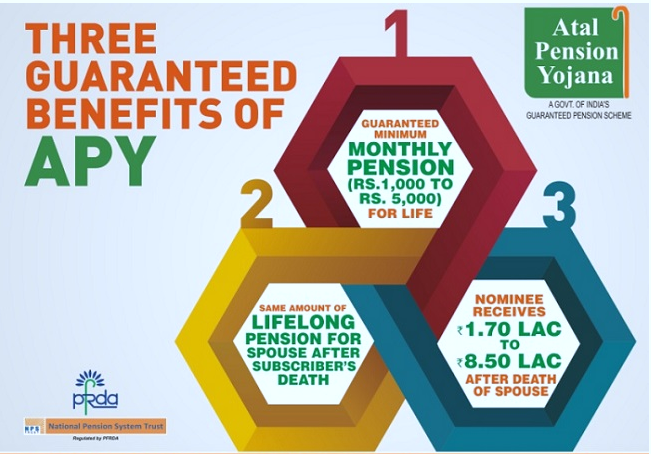 THREE
GUARANTEED
BENEFITS OF
APY
Atal
Pension
Yojana
A GOVT. OF INDIA'S
GUARANTEED PENSION SCHEME
1
GUARANTEED
MINIMUM
MONTHLY
PENSION
(RS.1,000 TO
RS. 5,000)
FOR LIFE
2
SAME AMOUNT OF
LIFELONG
PENSION FOR
SPOUSE AFTER
SUBSCRIBER'S
DEATH
3
NOMINEE
RECEIVES
₹1.70 LAC
TO
₹8.50 LAC
AFTER DEATH
OF SPOUSE
pfrda
NPS
National Pension System Trust
Regulated by PFRDA